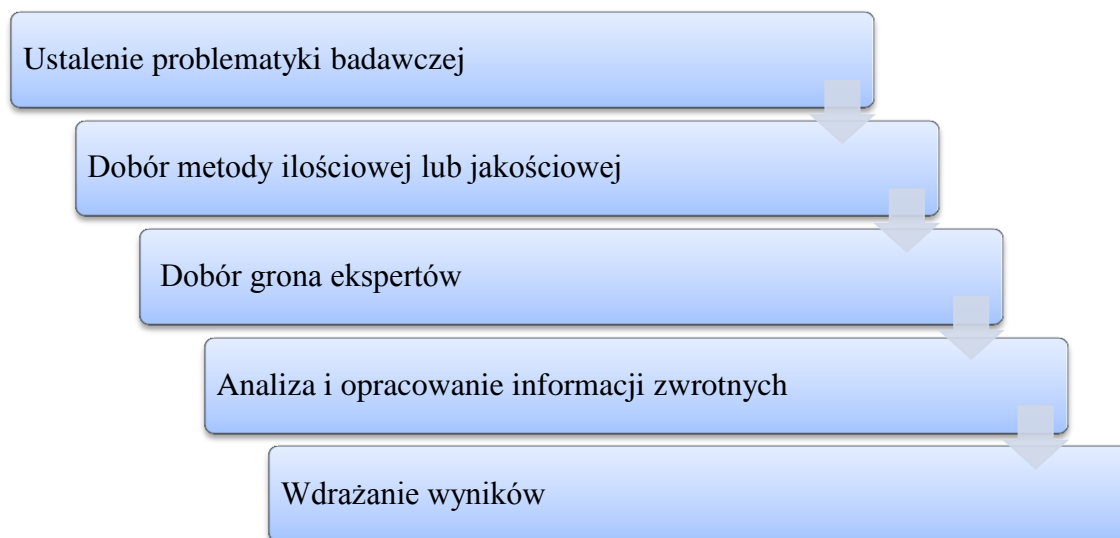 Ustalenie problematyki badawczej
Dobór metody ilościowej lub jakościowej
Dobór grona ekspertów
Analiza i opracowanie informacji zwrotnych
Wdrażanie wyników